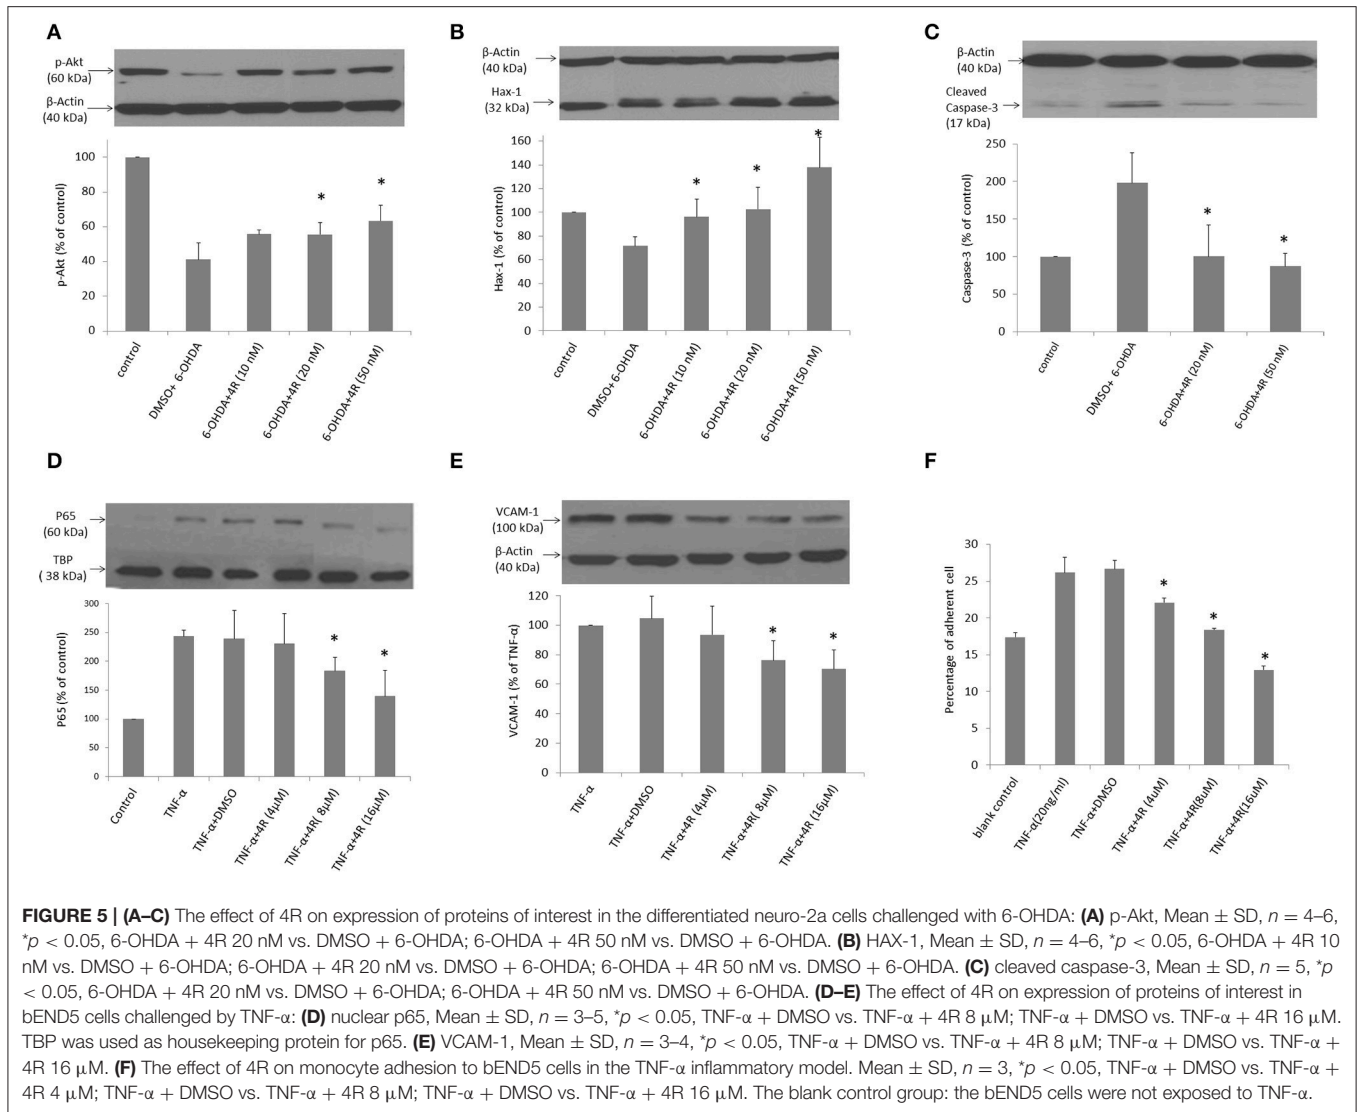 A
p-Akt
(60 kDa)
β-Actin
(40 kDa)
p-Akt (% of control)
100
80
60
40
20
0
*
*
control
DMSO+ 6-OHDA
6-OHDA+4R (10 nM)
6-OHDA+4R (20 nM)
6-OHDA+4R (50 nM)
B
β-Actin
(40 kDa)
Hax-1
(32 kDa)
Hax-1 (% of control)
160
140
120
100
80
60
40
20
0
*
*
*
control
DMSO+ 6-OHDA
6-OHDA+4R (10 nM)
6-OHDA+4R (20 nM)
6-OHDA+4R (50 nM)
C
β-Actin
(40 kDa)
Cleaved
Caspase-3
(17 kDa)
Caspase-3 (% of control)
250
200
150
100
50
0
*
*
control
DMSO+ 6-OHDA
6-OHDA+4R (20 nM)
6-OHDA+4R (50 nM)
D
P65
(60 kDa)
TBP
( 38 kDa)
P65 (% of control)
300
250
200
150
100
50
0
*
*
Control
TNF-α
TNF-α+DMSO
TNF-α+4R (4μM)
TNF-α+4R( 8μM)
TNF-α+4R (16μM)
E
VCAM-1
(100 kDa)
β-Actin
(40 kDa)
VCAM-1 (% of TNF-α)
120
100
80
60
40
20
0
*
*
TNF-α
TNF-α+DMSO
TNF-α+4R (4μM)
TNF-α+4R( 8μM)
TNF-α+4R (16μM)
F
Percentage of adherent cell
30
25
20
15
10
5
0
*
*
*
blank control
TNF-α(20ng/ml)
TNF-α+DMSO
TNF-α+4R (4uM)
TNF-α+4R(8uM)
TNF-α+4R(16uM)
FIGURE 5 | (A–C) The effect of 4R on expression of proteins of interest in the differentiated neuro-2a cells challenged with 6-OHDA: (A) p-Akt, Mean ± SD, n = 4–6,
*p < 0.05, 6-OHDA + 4R 20 nM vs. DMSO + 6-OHDA; 6-OHDA + 4R 50 nM vs. DMSO + 6-OHDA. (B) HAX-1, Mean ± SD, n = 4–6, *p < 0.05, 6-OHDA + 4R 10
nM vs. DMSO + 6-OHDA; 6-OHDA + 4R 20 nM vs. DMSO + 6-OHDA; 6-OHDA + 4R 50 nM vs. DMSO + 6-OHDA. (C) cleaved caspase-3, Mean ± SD, n = 5, *p
< 0.05, 6-OHDA + 4R 20 nM vs. DMSO + 6-OHDA; 6-OHDA + 4R 50 nM vs. DMSO + 6-OHDA. (D–E) The effect of 4R on expression of proteins of interest in
bEND5 cells challenged by TNF-α: (D) nuclear p65, Mean ± SD, n = 3–5, *p < 0.05, TNF-α + DMSO vs. TNF-α + 4R 8 μM; TNF-α + DMSO vs. TNF-α + 4R 16 μM.
TBP was used as housekeeping protein for p65. (E) VCAM-1, Mean ± SD, n = 3–4, *p < 0.05, TNF-α + DMSO vs. TNF-α + 4R 8 μM; TNF-α + DMSO vs. TNF-α +
4R 16 μM. (F) The effect of 4R on monocyte adhesion to bEND5 cells in the TNF-α inflammatory model. Mean ± SD, n = 3, *p < 0.05, TNF-α + DMSO vs. TNF-α +
4R 4 μM; TNF-α + DMSO vs. TNF-α + 4R 8 μM; TNF-α + DMSO vs. TNF-α + 4R 16 μM. The blank control group: the bEND5 cells were not exposed to TNF-α.